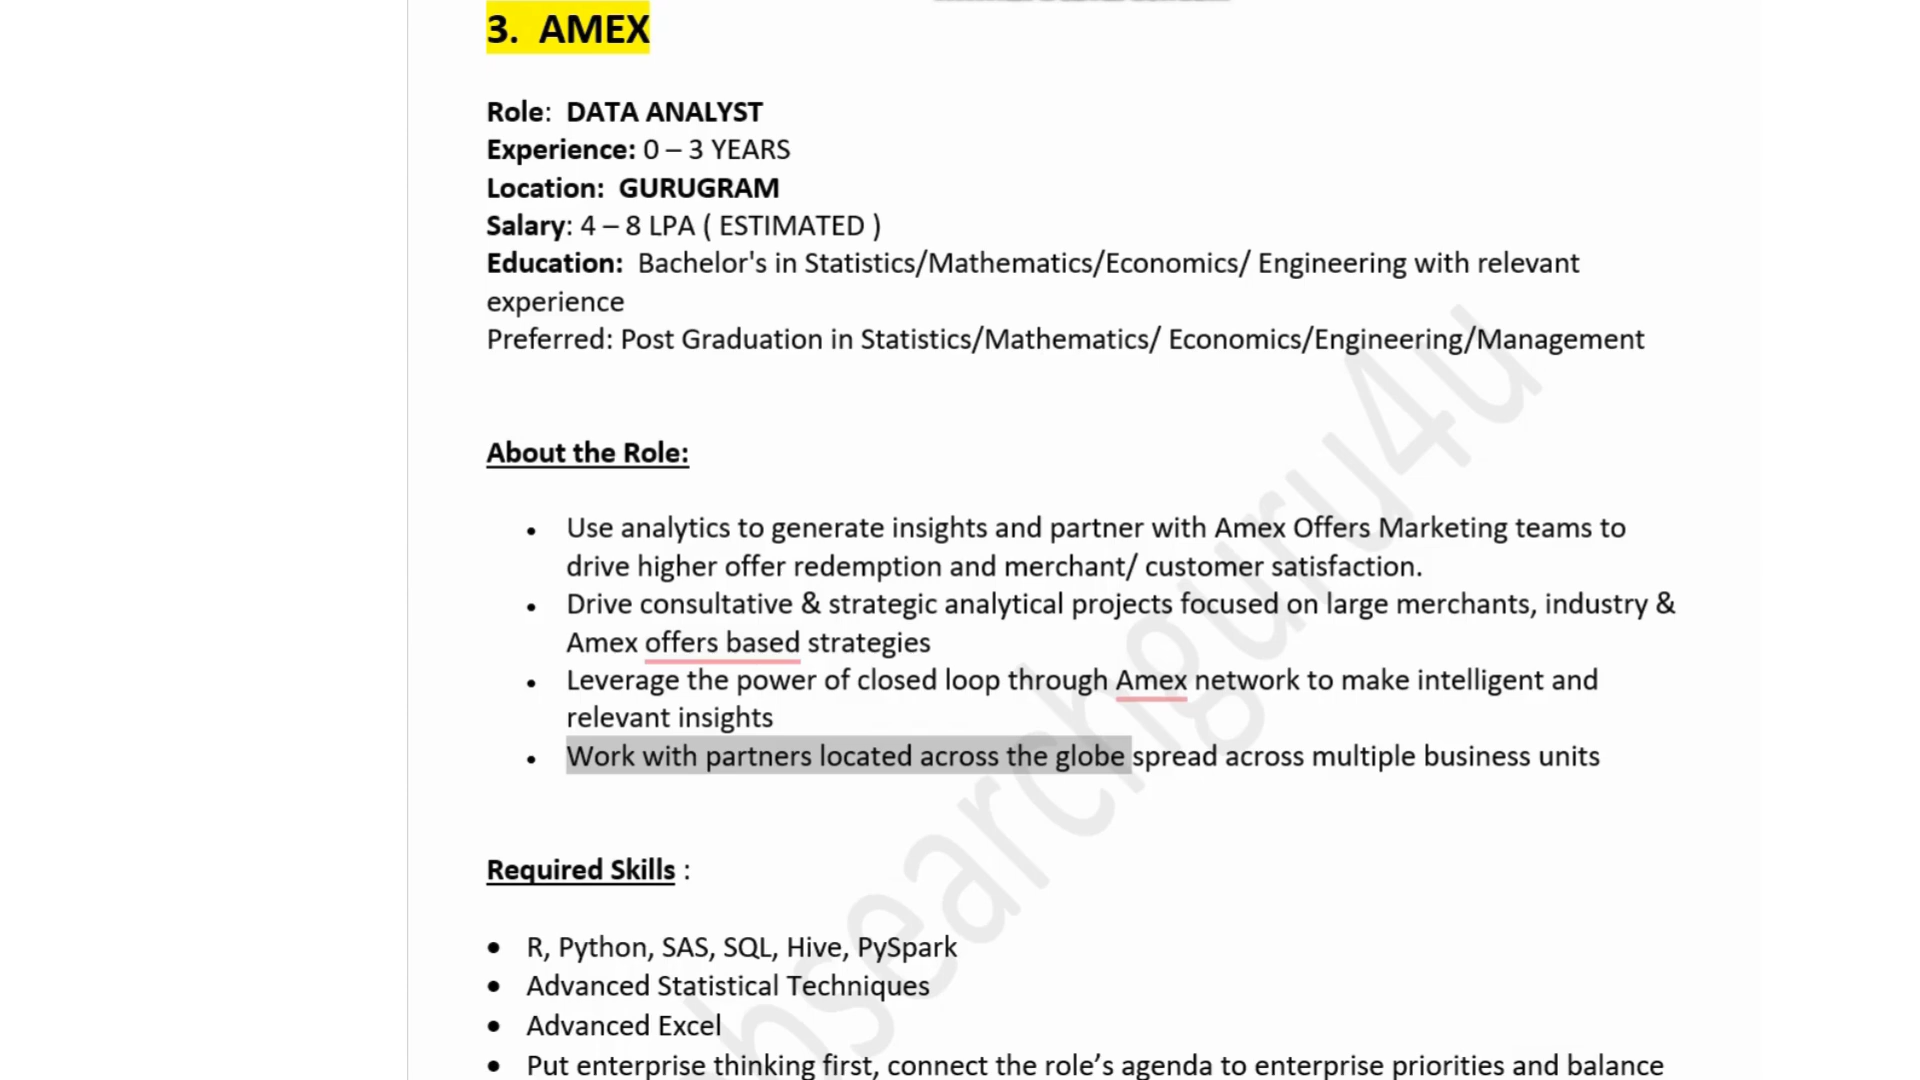 3. AMEX
Role: DATA ANALYST
Experience: 0 – 3 YEARS
Location: GURUGRAM
Salary: 4 – 8 LPA ( ESTIMATED )
Education: Bachelor's in Statistics/Mathematics/Economics/ Engineering with relevant
experience
Preferred: Post Graduation in Statistics/Mathematics/ Economics/Engineering/Management
About the Role:
• Use analytics to generate insights and partner with Amex Offers Marketing teams to
drive higher offer redemption and merchant/ customer satisfaction.
• Drive consultative & strategic analytical projects focused on large merchants, industry &
Amex offers based strategies
• Leverage the power of closed loop through Amex network to make intelligent and
relevant insights
• Work with partners located across the globe spread across multiple business units
Required Skills :
• R, Python, SAS, SQL, Hive, PySpark
• Advanced Statistical Techniques
• Advanced Excel
• Put enterprise thinking first, connect the role’s agenda to enterprise priorities and balance
hsearchguru4u